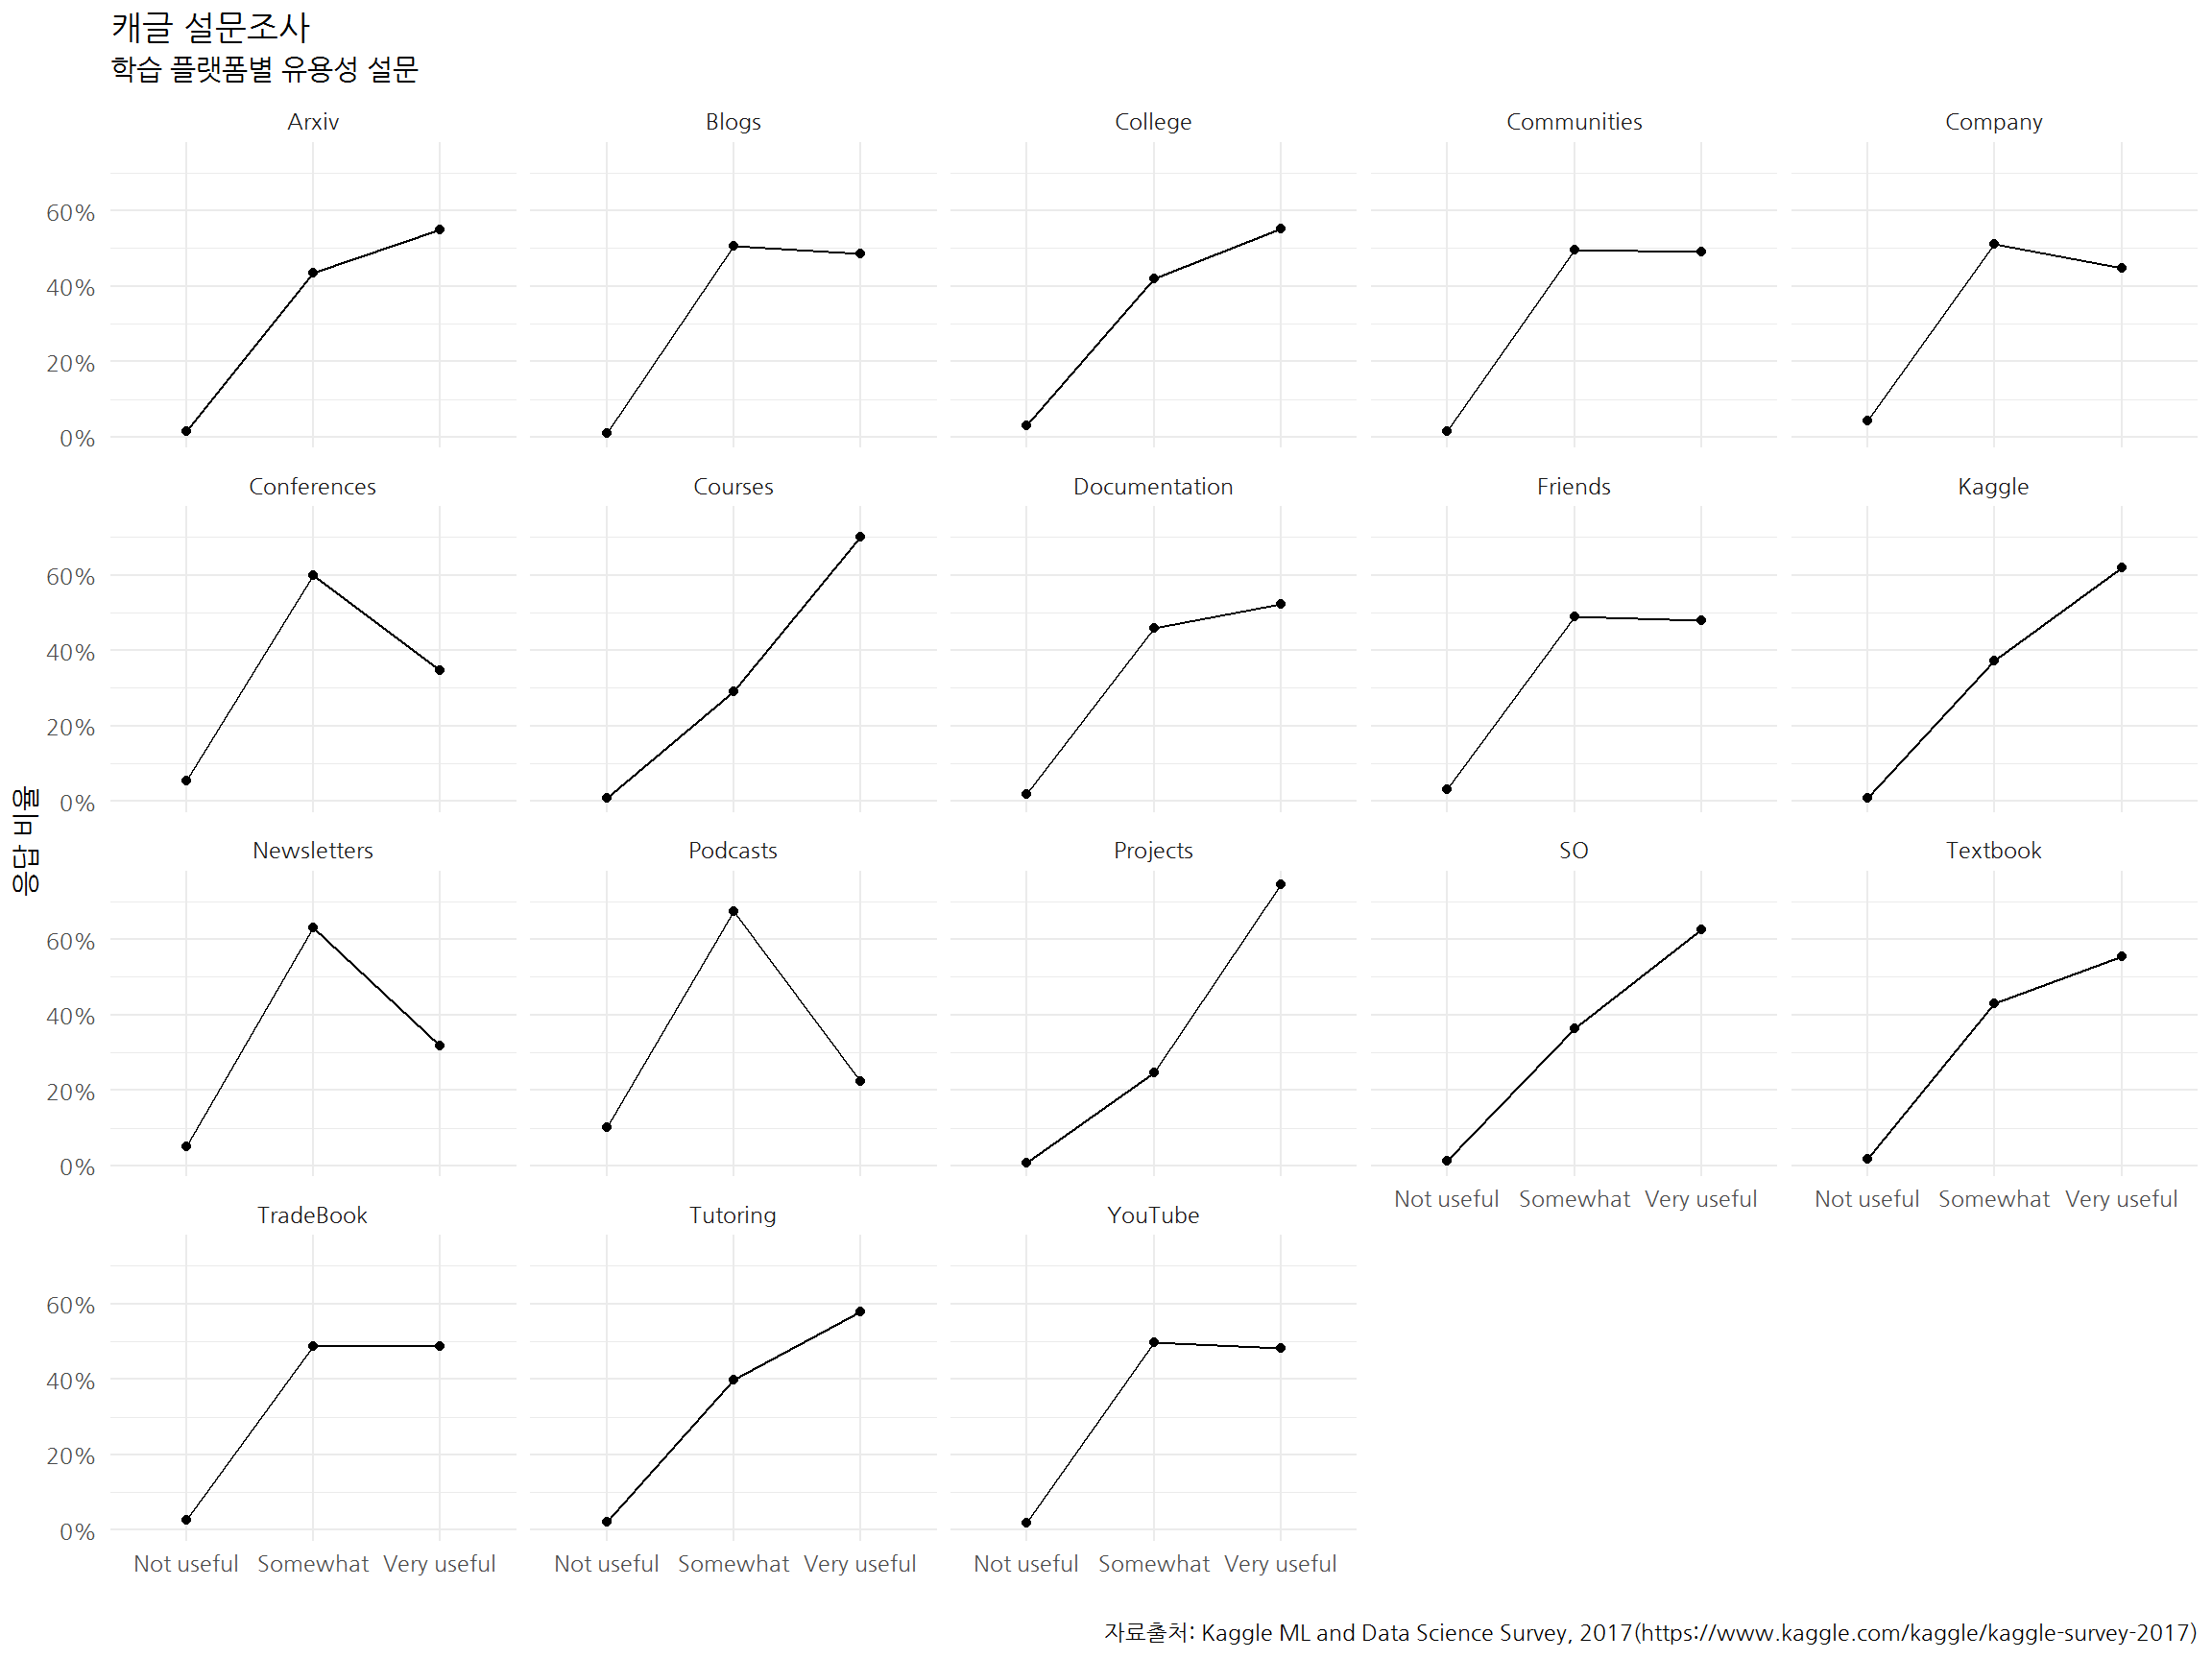 캐글 설문조사
학습 플랫폼별 유용성 설문
Arxiv Blogs College Communities Company
60%
40%
20%
0%
Conferences Courses Documentation Friends Kaggle
60%
40%
20%
0%
응답 비율
Newsletters Podcasts Projects SO Textbook
60%
40%
20%
0%
Not useful Somewhat Very useful Not useful Somewhat Very useful
TradeBook Tutoring YouTube
60%
40%
20%
0%
Not useful Somewhat Very useful Not useful Somewhat Very useful Not useful Somewhat Very useful
자료출처: Kaggle ML and Data Science Survey, 2017(https://www.kaggle.com/kaggle/kaggle-survey-2017)